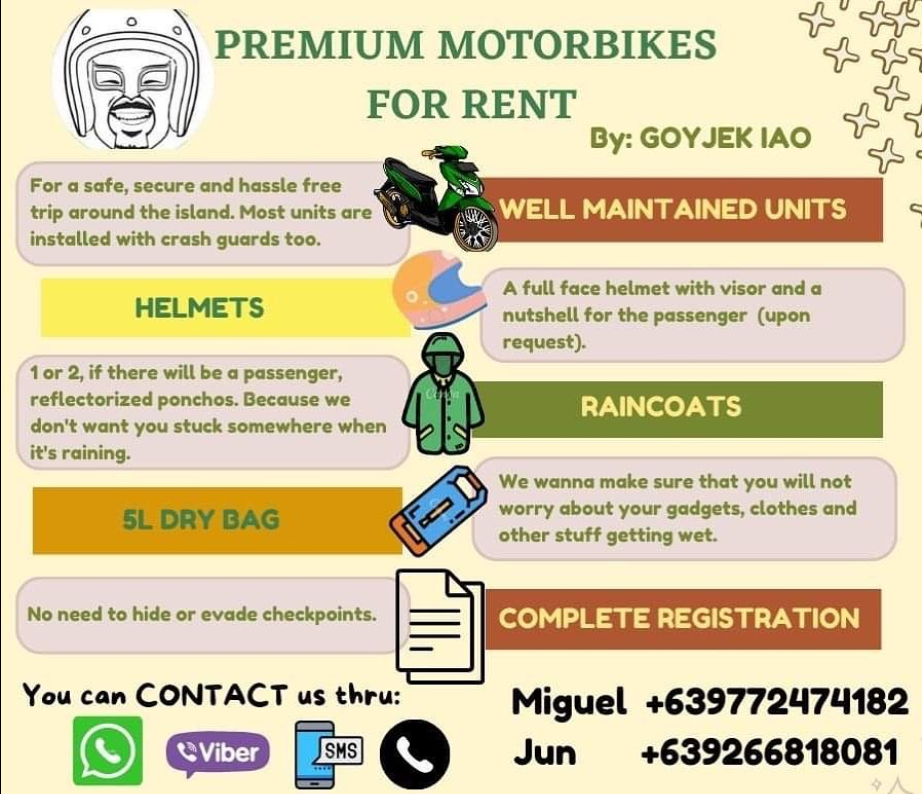 PREMIUM MOTORBIKES
FOR RENT
By: GOYJEK IAO
For a safe, secure and hassle free
trip around the island. Most units are
installed with crash guards too.
WELL MAINTAINED UNITS
HELMETS
A full face helmet with visor and a
nutshell for the passenger (upon
request).
1 or 2, if there will be a passenger,
reflectorized ponchos. Because we
don't want you stuck somewhere when
it's raining.
RAINCOATS
5L DRY BAG
We wanna make sure that you will not
worry about your gadgets, clothes and
other stuff getting wet.
No need to hide or evade checkpoints.
COMPLETE REGISTRATION
You can CONTACT us thru:
Viber
SMS
Miguel +639772474182
Jun +639266818081